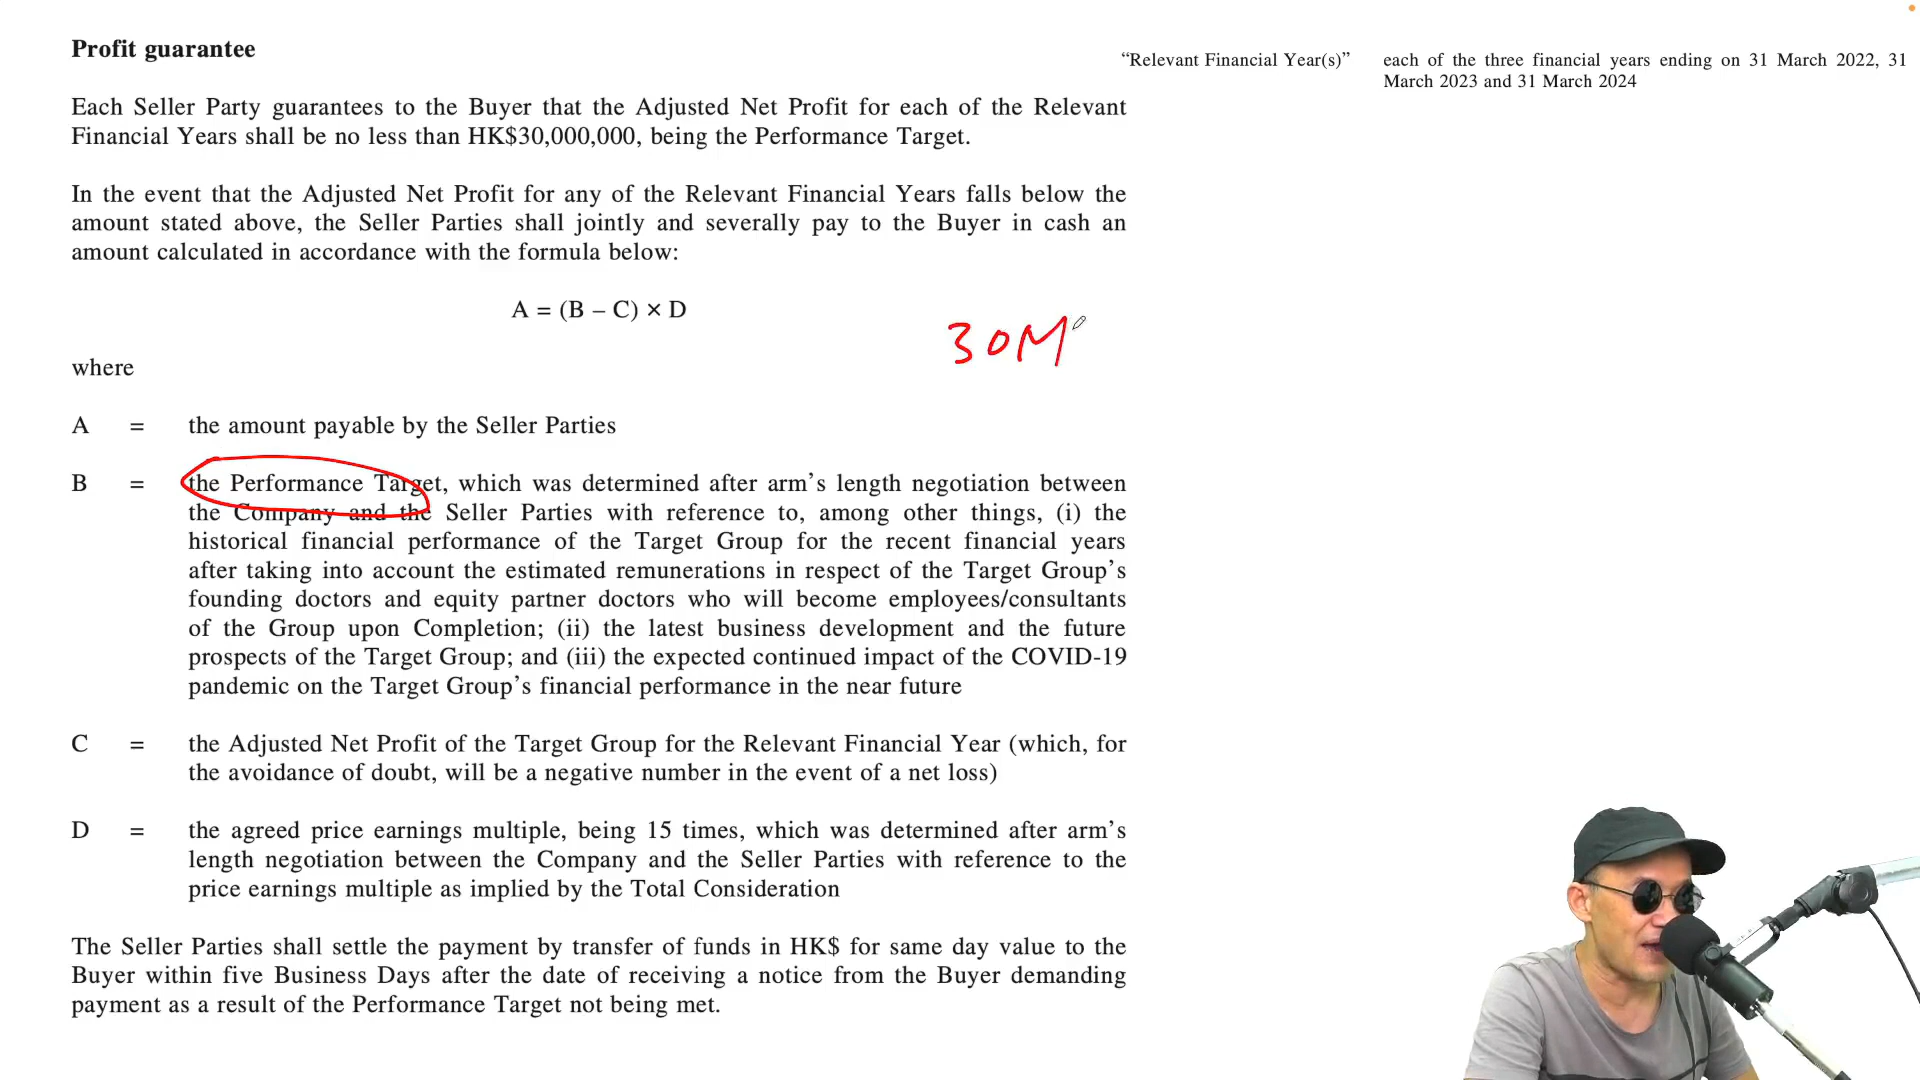 Profit guarantee
“Relevant Financial Year(s)” each of the three financial years ending on 31 March 2022, 31
March 2023 and 31 March 2024
Each Seller Party guarantees to the Buyer that the Adjusted Net Profit for each of the Relevant
Financial Years shall be no less than HK$30,000,000, being the Performance Target.
In the event that the Adjusted Net Profit for any of the Relevant Financial Years falls below the
amount stated above, the Seller Parties shall jointly and severally pay to the Buyer in cash an
amount calculated in accordance with the formula below:
A = (B – C) × D
30M
where
A = the amount payable by the Seller Parties
B = the Performance Target, which was determined after arm’s length negotiation between
the Company and the Seller Parties with reference to, among other things, (i) the
historical financial performance of the Target Group for the recent financial years
after taking into account the estimated remunerations in respect of the Target Group’s
founding doctors and equity partner doctors who will become employees/consultants
of the Group upon Completion; (ii) the latest business development and the future
prospects of the Target Group; and (iii) the expected continued impact of the COVID-19
pandemic on the Target Group’s financial performance in the near future
C = the Adjusted Net Profit of the Target Group for the Relevant Financial Year (which, for
the avoidance of doubt, will be a negative number in the event of a net loss)
D = the agreed price earnings multiple, being 15 times, which was determined after arm’s
length negotiation between the Company and the Seller Parties with reference to the
price earnings multiple as implied by the Total Consideration
The Seller Parties shall settle the payment by transfer of funds in HK$ for same day value to the
Buyer within five Business Days after the date of receiving a notice from the Buyer demanding
payment as a result of the Performance Target not being met.